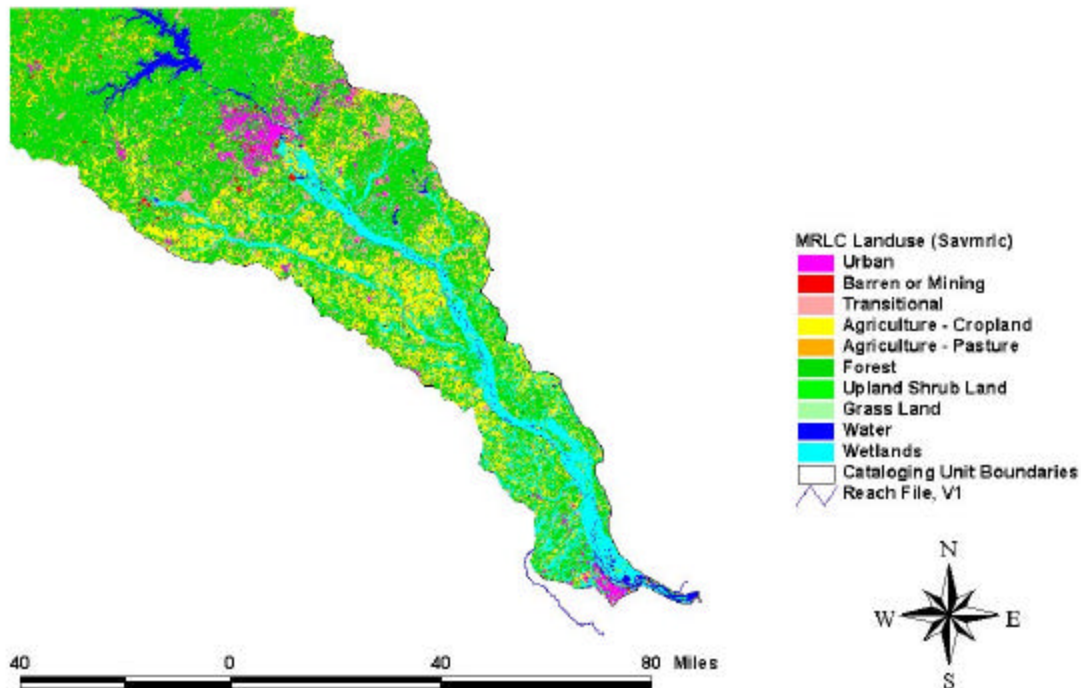 MRLC Landuse (Savmrlc)
Urban
Barren or Mining
Transitional
Agriculture - Cropland
Agriculture - Pasture
Forest
Upland Shrub Land
Grass Land
Water
Wetlands
Cataloging Unit Boundaries
Reach File, V1
N
W E
S
40 0 40 80 Miles